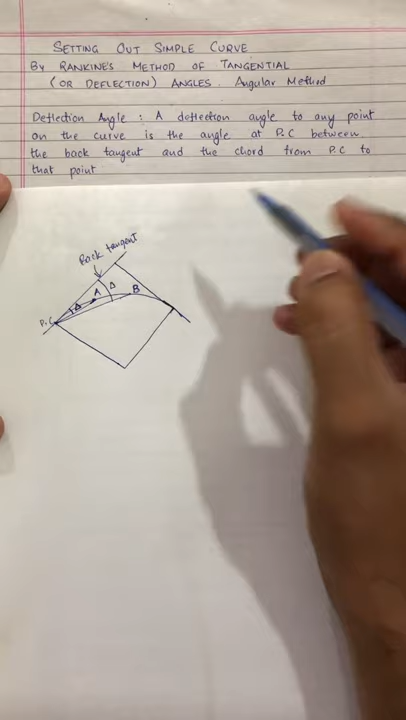 SETTING OUT SIMPLE CURVE
BY RANKINE'S METHOD OF TANGENTIAL
(OR DEFLECTION) ANGLES. Angular Method
Deflection Angle : A deflection angle to any point
on the curve is the angle at P.C between
the back tangent and the chord from P.C to
that point
Back tangent
A Δ B
Δ
P.C